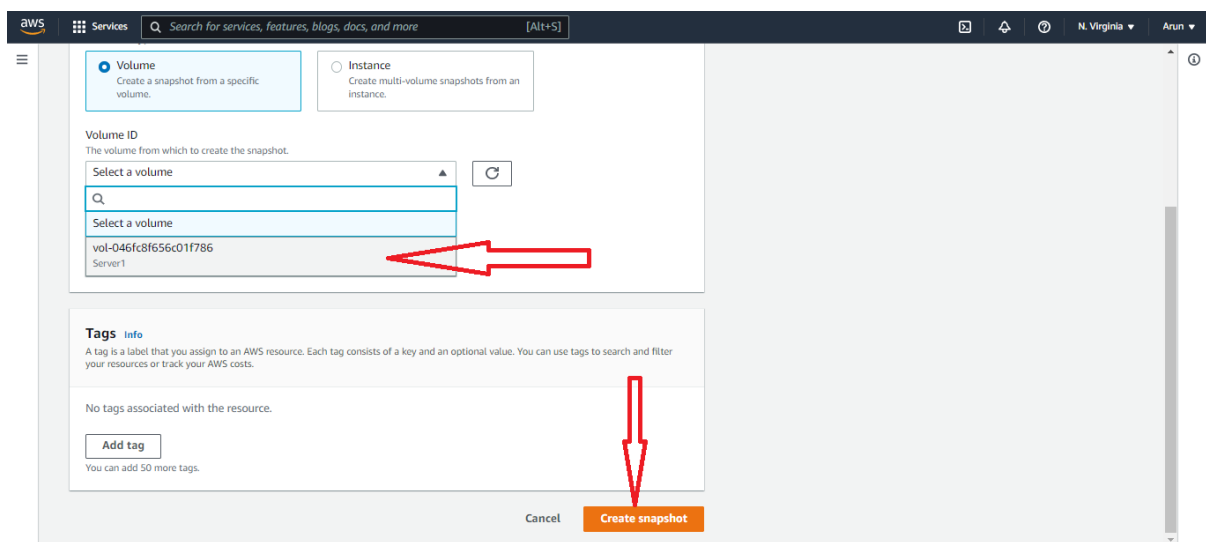 aws
Services
Search for services, features, blogs, docs, and more
[Alt+S]
N. Virginia
Arun
Volume
Create a snapshot from a specific
volume.
Instance
Create multi-volume snapshots from an
instance.
Volume ID
The volume from which to create the snapshot.
Select a volume
Select a volume
vol-046fc8f656c01f786
Server1
Tags Info
A tag is a label that you assign to an AWS resource. Each tag consists of a key and an optional value. You can use tags to search and filter
your resources or track your AWS costs.
No tags associated with the resource.
Add tag
You can add 50 more tags.
Cancel
Create snapshot